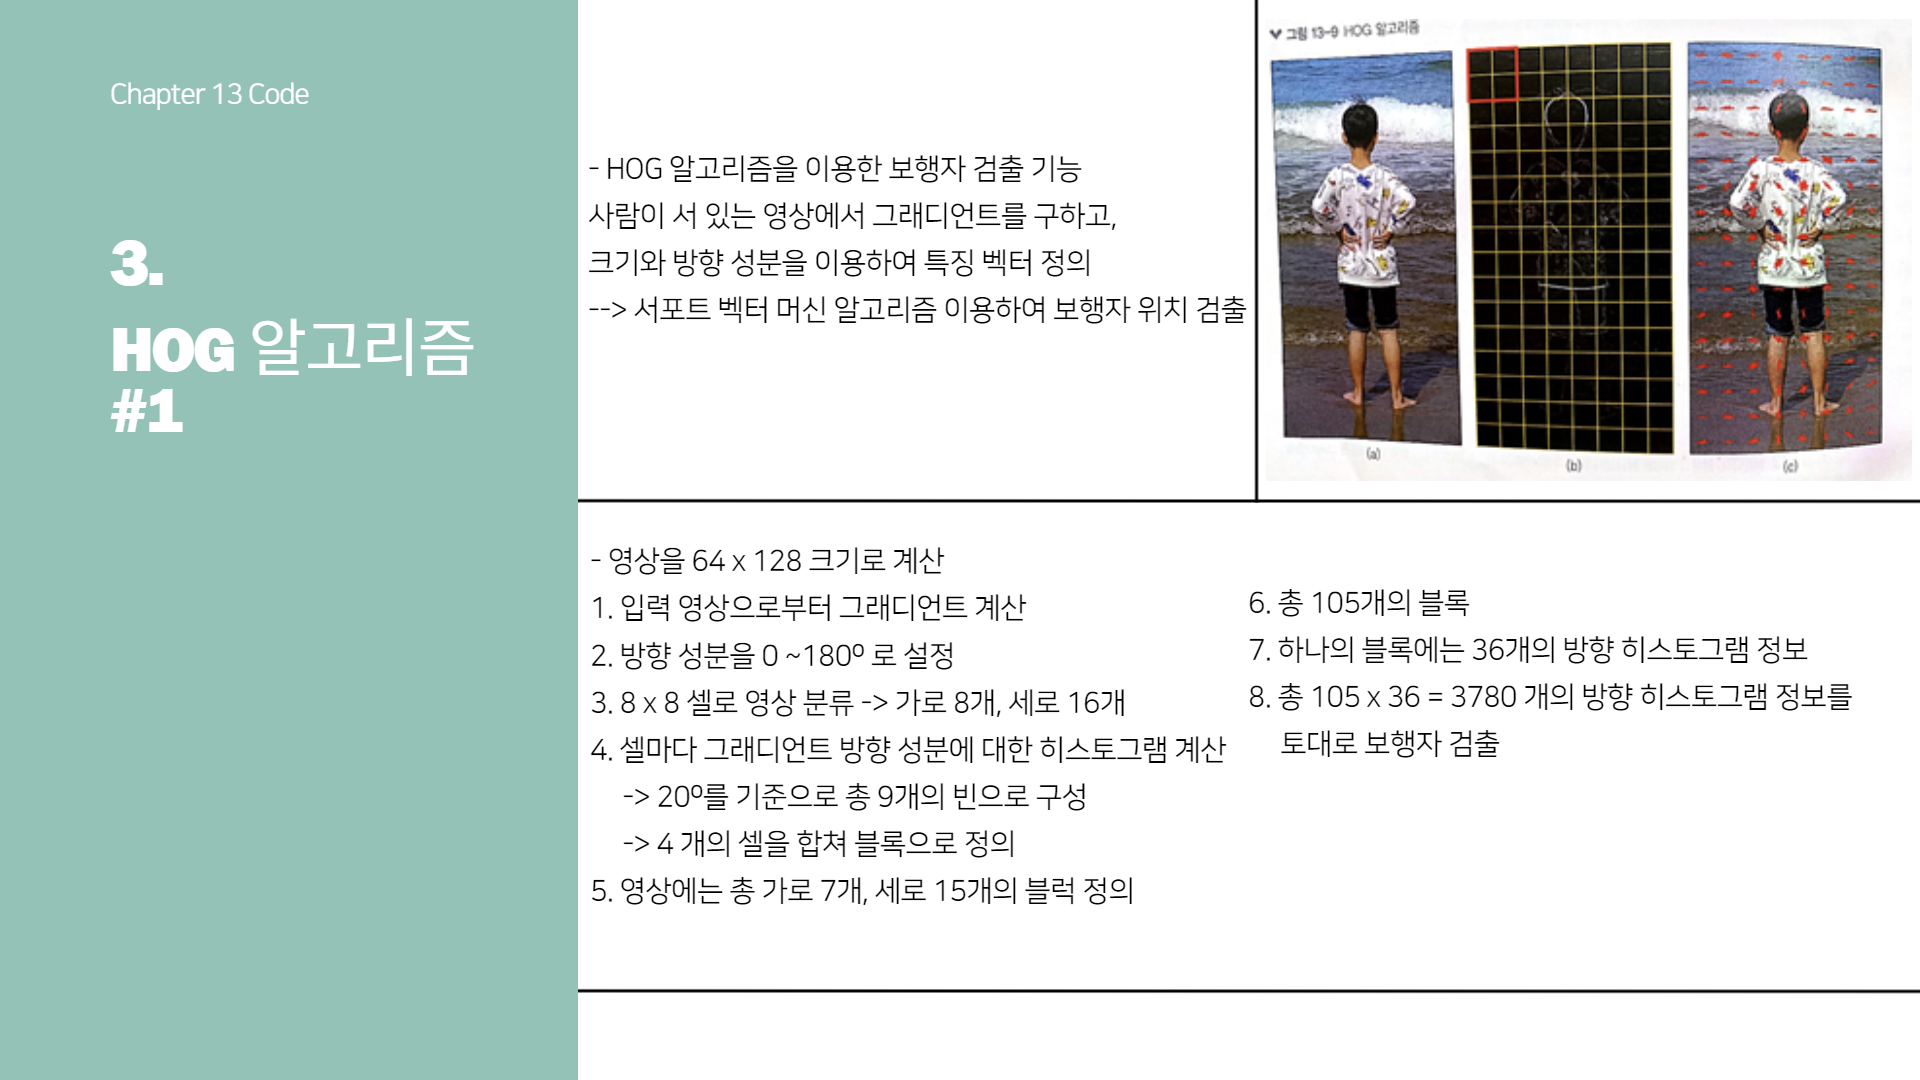 Chapter 13 Code
3.
HOG 알고리즘
#1
- HOG 알고리즘을 이용한 보행자 검출 기능
사람이 서 있는 영상에서 그래디언트를 구하고,
크기와 방향 성분을 이용하여 특징 벡터 정의
--> 서포트 벡터 머신 알고리즘 이용하여 보행자 위치 검출
그림 13-9 HOG 알고리즘
(a)
(b)
(c)
- 영상을 64 x 128 크기로 계산
1. 입력 영상으로부터 그래디언트 계산
2. 방향 성분을 0 ~180º 로 설정
3. 8 x 8 셀로 영상 분류 -> 가로 8개, 세로 16개
4. 셀마다 그래디언트 방향 성분에 대한 히스토그램 계산
-> 20º를 기준으로 총 9개의 빈으로 구성
-> 4 개의 셀을 합쳐 블록으로 정의
5. 영상에는 총 가로 7개, 세로 15개의 블럭 정의
6. 총 105개의 블록
7. 하나의 블록에는 36개의 방향 히스토그램 정보
8. 총 105 x 36 = 3780 개의 방향 히스토그램 정보를
토대로 보행자 검출